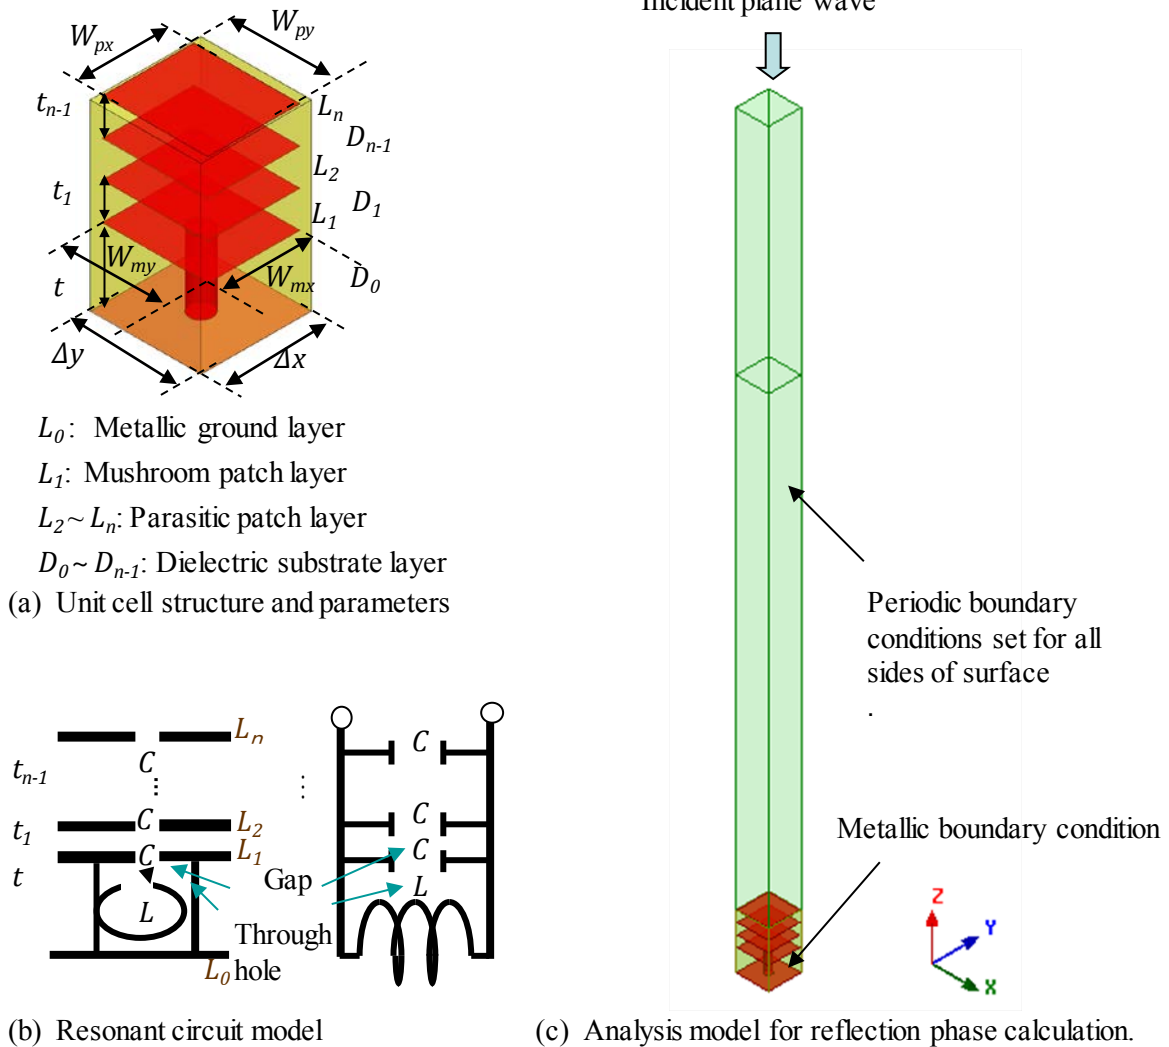 Incident plane wave
W_px
W_py
t_n-1
L_n
D_n-1
L_2
t_1
D_1
L_1
W_my
W_mx
t
D_0
Δy
Δx
L_0: Metallic ground layer
L_1: Mushroom patch layer
L_2 ~ L_n: Parasitic patch layer
D_0 ~ D_n-1: Dielectric substrate layer
(a) Unit cell structure and parameters
Periodic boundary
conditions set for all
sides of surface
.
L_n
C
C
t_n-1
⋮
⋮
C
C
t_1
L_2
C
C
L_1
t
Gap
L
L
Through
hole
L_0
Metallic boundary condition
Z
Y
X
(b) Resonant circuit model
(c) Analysis model for reflection phase calculation.